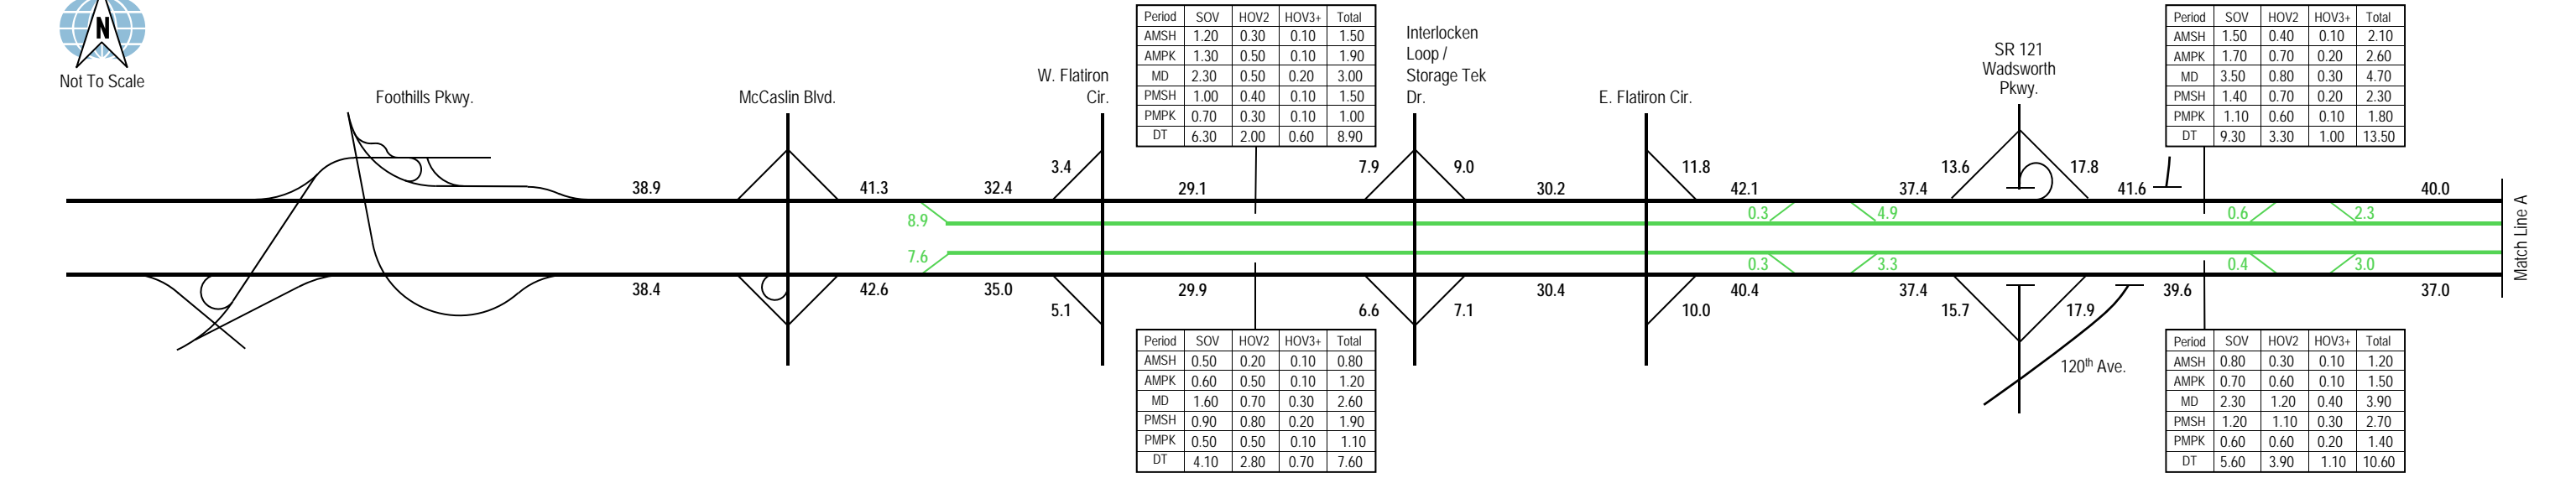 N
Not To Scale
Foothills Pkwy.
McCaslin Blvd.
W. Flatiron
Cir.
Period SOV HOV2 HOV3+ Total
AMSH 1.20 0.30 0.10 1.50
AMPK 1.30 0.50 0.10 1.90
MD 2.30 0.50 0.20 3.00
PMSH 1.00 0.40 0.10 1.50
PMPK 0.70 0.30 0.10 1.00
DT 6.30 2.00 0.60 8.90
Interlocken
Loop /
Storage Tek
Dr.
E. Flatiron Cir.
SR 121
Wadsworth
Pkwy.
Period SOV HOV2 HOV3+ Total
AMSH 1.50 0.40 0.10 2.10
AMPK 1.70 0.70 0.20 2.60
MD 3.50 0.80 0.30 4.70
PMSH 1.40 0.70 0.20 2.30
PMPK 1.10 0.60 0.10 1.80
DT 9.30 3.30 1.00 13.50
3.4 7.9 9.0 11.8 13.6 17.8
38.9 41.3 32.4 29.1 30.2 42.1 37.4 41.6 40.0
8.9 0.3 4.9 0.6 2.3
7.6 0.3 3.3 0.4 3.0
38.4 42.6 35.0 29.9 30.4 40.4 37.4 39.6 37.0
5.1 6.6 7.1 10.0 15.7 17.9
Match Line A
120th Ave.
Period SOV HOV2 HOV3+ Total
AMSH 0.50 0.20 0.10 0.80
AMPK 0.60 0.50 0.10 1.20
MD 1.60 0.70 0.30 2.60
PMSH 0.90 0.80 0.20 1.90
PMPK 0.50 0.50 0.10 1.10
DT 4.10 2.80 0.70 7.60
Period SOV HOV2 HOV3+ Total
AMSH 0.80 0.30 0.10 1.20
AMPK 0.70 0.60 0.10 1.50
MD 2.30 1.20 0.40 3.90
PMSH 1.20 1.10 0.30 2.70
PMPK 0.60 0.60 0.20 1.40
DT 5.60 3.90 1.10 10.60